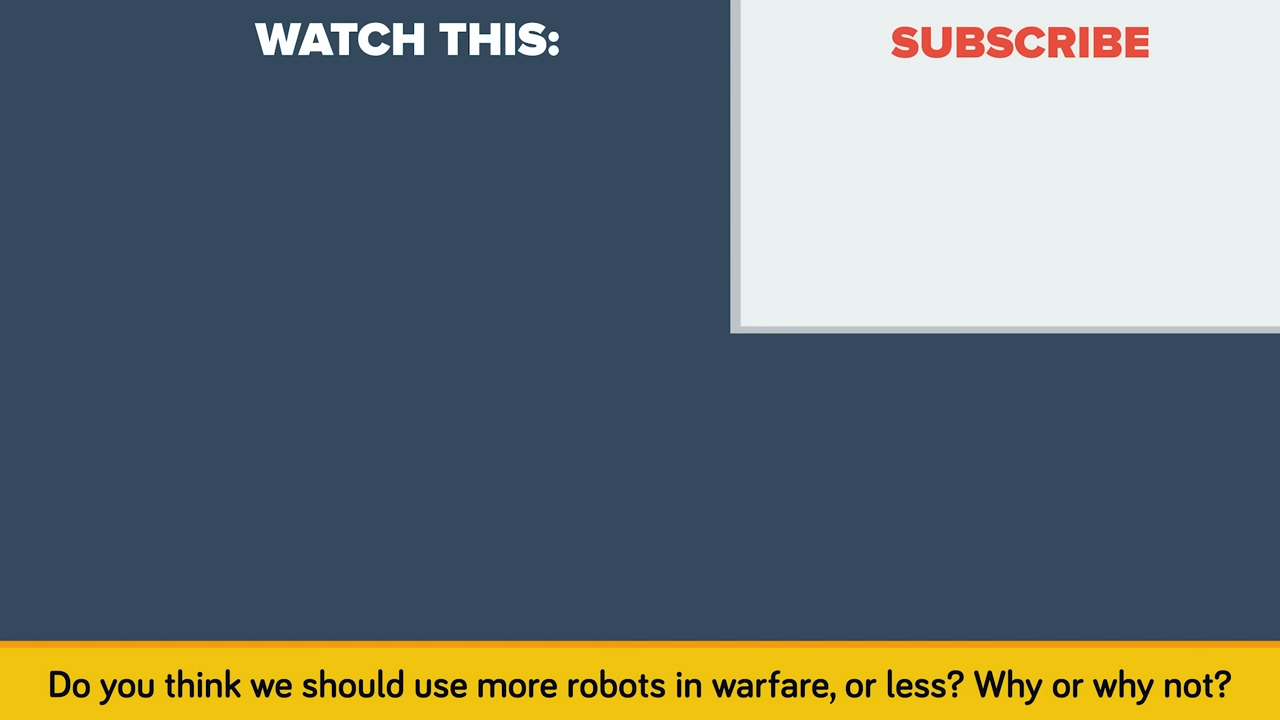 WATCH THIS:
SUBSCRIBE
Do you think we should use more robots in warfare, or less? Why or why not?